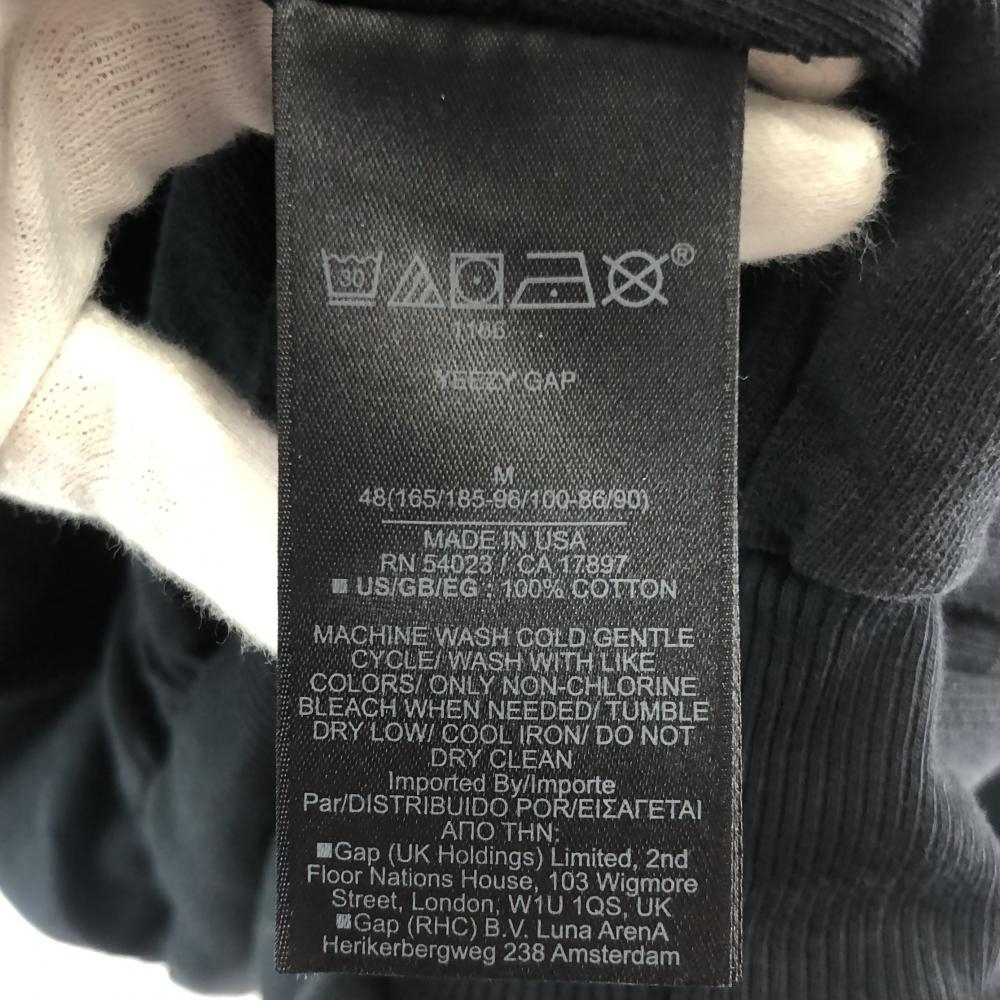 30 ®
1166
YEEZY GAP
M
48(165/185-96/100-86/90)
MADE IN USA
RN 54023 / CA 17897
US/GB/EG : 100% COTTON
MACHINE WASH COLD GENTLE
CYCLE/ WASH WITH LIKE
COLORS/ ONLY NON-CHLORINE
BLEACH WHEN NEEDED/ TUMBLE
DRY LOW/ COOL IRON/ DO NOT
DRY CLEAN
Imported By/Importe
Par/DISTRIBUIDO POR/ΕΙΣΑΓΕΤΑΙ
ΑΠΟ ΤΗΝ:
Gap (UK Holdings) Limited, 2nd
Floor Nations House, 103 Wigmore
Street, London, W1U 1QS, UK
Gap (RHC) B.V. Luna ArenA
Herikerbergweg 238 Amsterdam